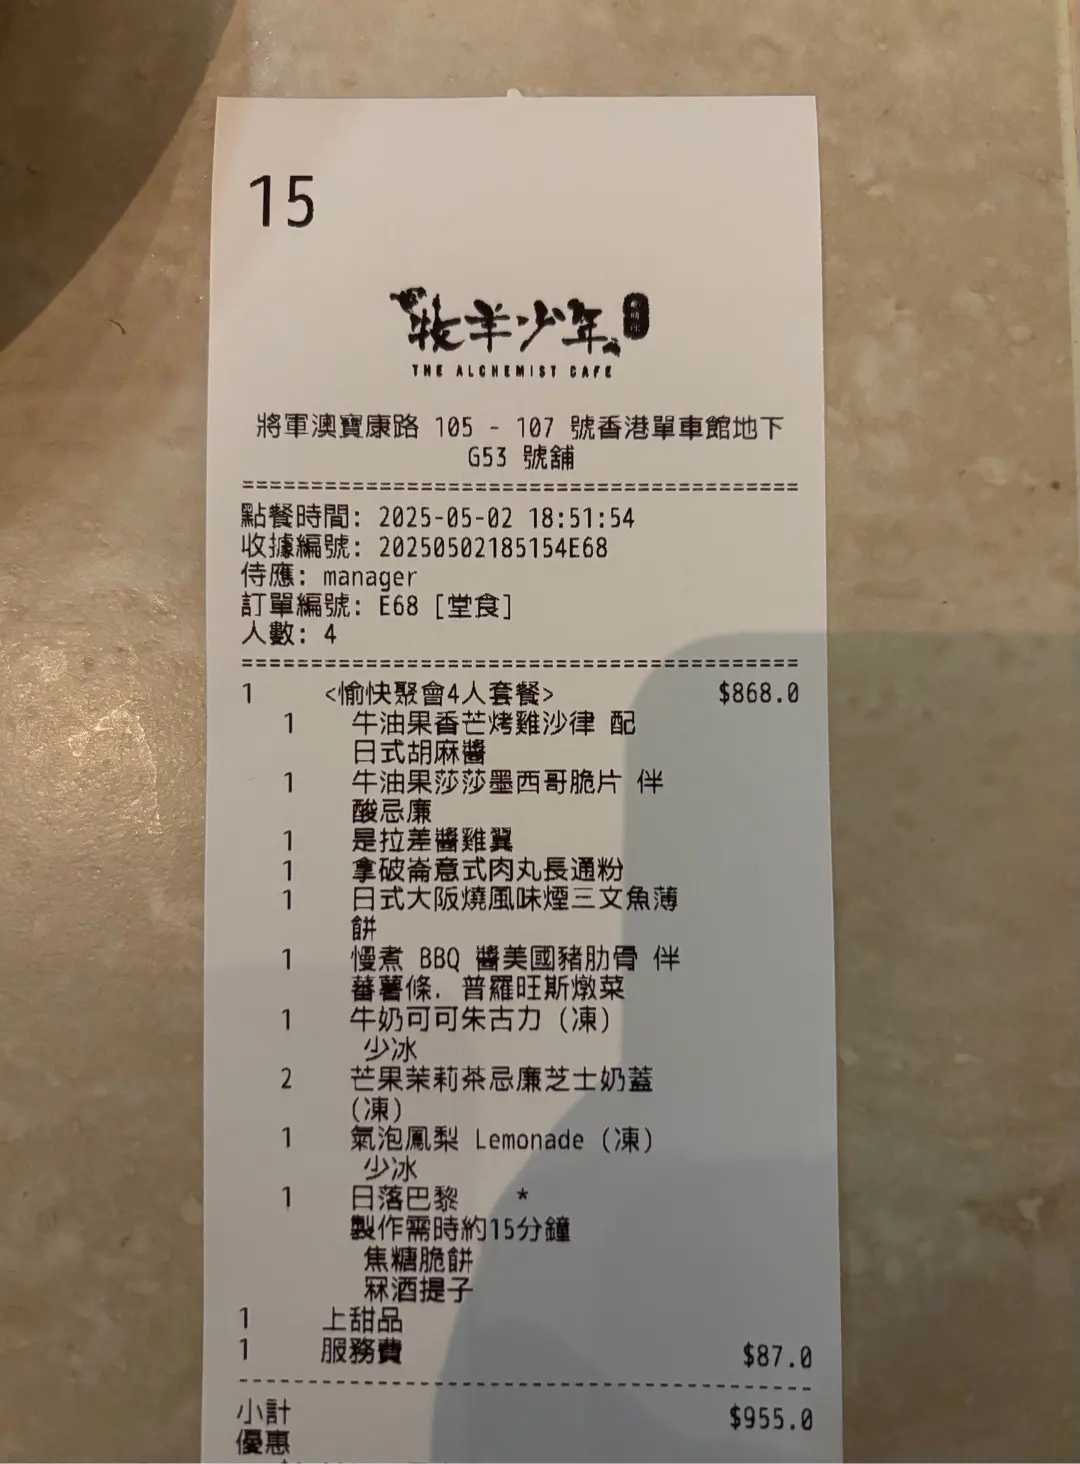 15
牧羊少年
THE ALCHEMIST CAFE
將軍澳寶康路 105 - 107 號香港單車館地下
G53 號舖
========================================
點餐時間: 2025-05-02 18:51:54
收據編號: 20250502185154E68
侍應: manager
訂單編號: E68 [堂食]
人數: 4
========================================
1 <愉快聚會4人套餐> $868.0
1 牛油果香芒烤雞沙律 配
日式胡麻醬
1 牛油果莎莎墨西哥脆片 伴
酸忌廉
1 是拉差醬雞翼
1 拿破崙意式肉丸長通粉
1 日式大阪燒風味煙三文魚薄
餅
1 慢煮 BBQ 醬美國豬肋骨 伴
蕃薯條. 普羅旺斯燉菜
1 牛奶可可朱古力 (凍)
少冰
2 芒果茉莉茶忌廉芝士奶蓋
(凍)
1 氣泡鳳梨 Lemonade (凍)
少冰
1 日落巴黎 *
製作需時約15分鐘
焦糖脆餅
冧酒提子
1 上甜品
1 服務費 $87.0
----------------------------------------
小計 $955.0
優惠